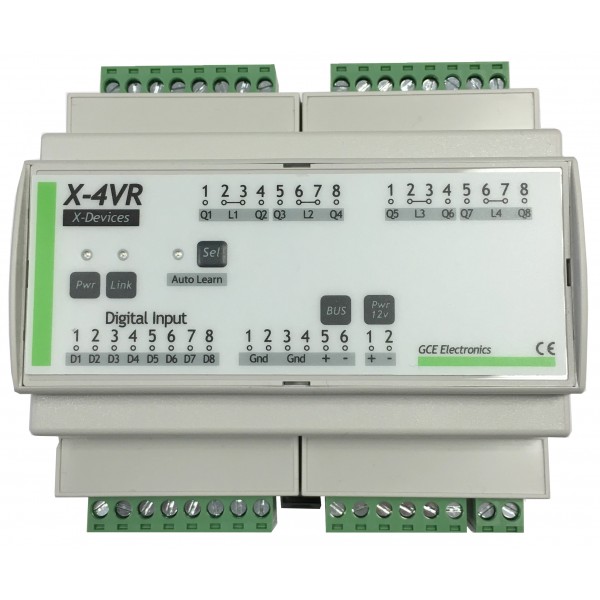 X-4VR
X-Devices
1 2 3 4 5 6 7 8
Q1 L1 Q2 Q3 L2 Q4
1 2 3 4 5 6 7 8
Q5 L3 Q6 Q7 L4 Q8
Pwr Link Sel
Auto Learn
Digital Input
1 2 3 4 5 6 7 8
D1 D2 D3 D4 D5 D6 D7 D8
BUS
1 2 3 4 5 6
Gnd Gnd + -
Pwr
12v
1 2
+ -
GCE Electronics CE